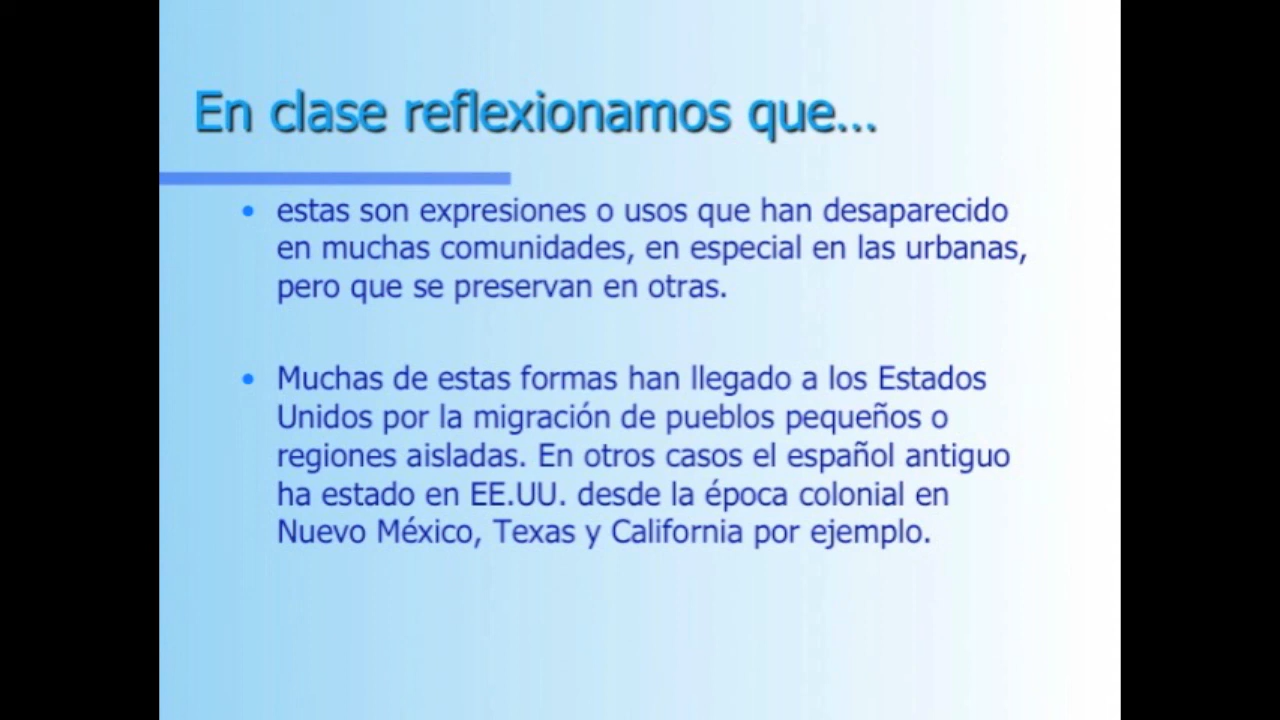 En clase reflexionamos que...
• estas son expresiones o usos que han desaparecido
en muchas comunidades, en especial en las urbanas,
pero que se preservan en otras.
• Muchas de estas formas han llegado a los Estados
Unidos por la migración de pueblos pequeños o
regiones aisladas. En otros casos el español antiguo
ha estado en EE.UU. desde la época colonial en
Nuevo México, Texas y California por ejemplo.